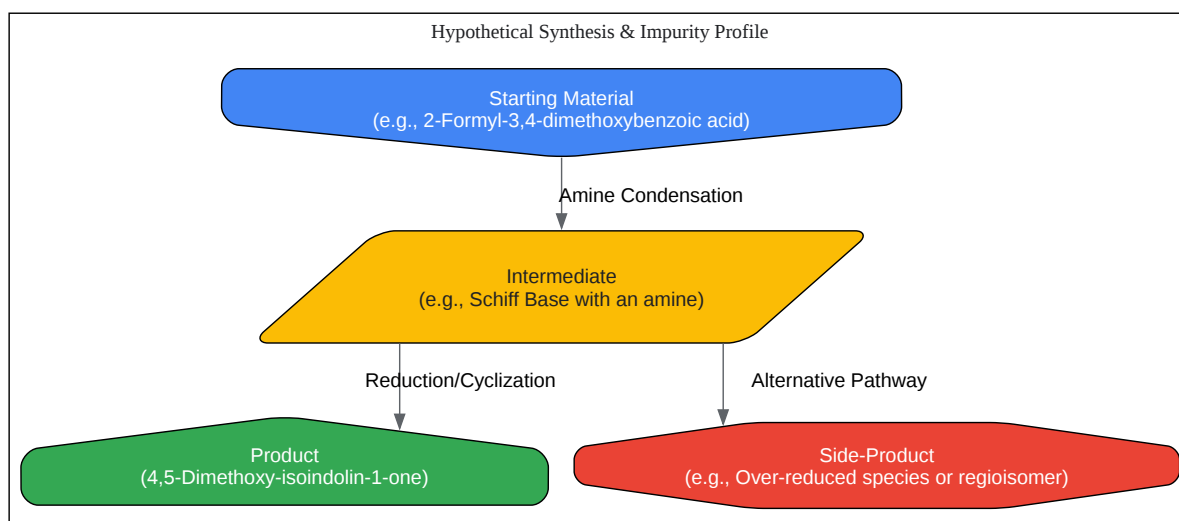 Hypothetical Synthesis & Impurity Profile
Starting Material
(e.g., 2-Formyl-3,4-dimethoxybenzoic acid)
Amine Condensation
Intermediate
(e.g., Schiff Base with an amine)
Reduction/Cyclization
Alternative Pathway
Product
(4,5-Dimethoxy-isoindolin-1-one)
Side-Product
(e.g., Over-reduced species or regioisomer)